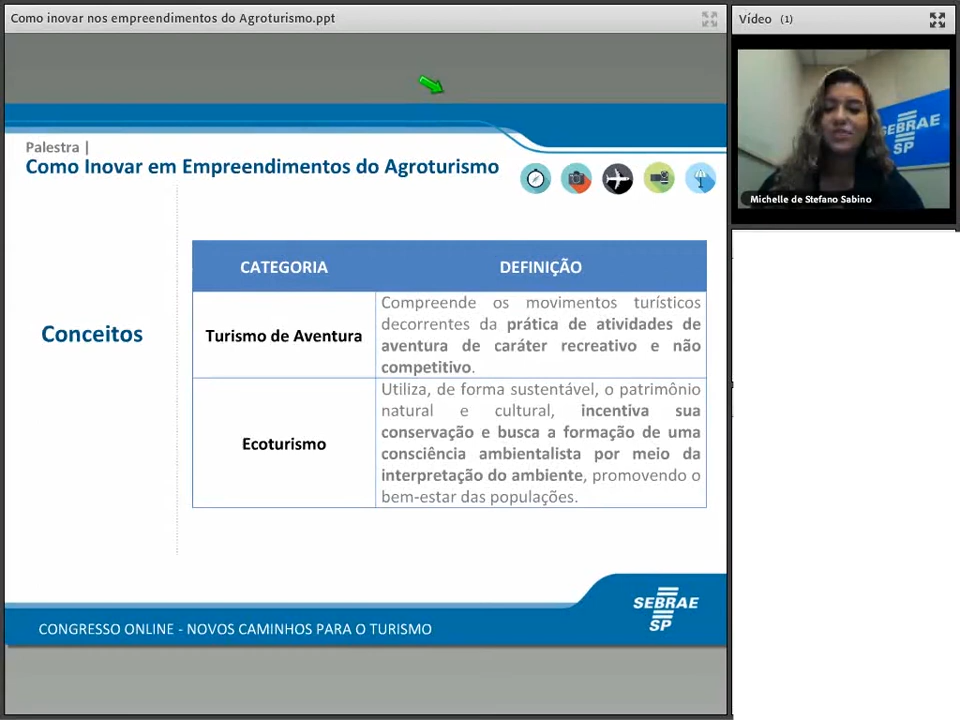 Como inovar nos empreendimentos do Agroturismo.ppt
Vídeo (1)
SEBRAE
SP
Michelle de Stefano Sabino
Palestra |
Como Inovar em Empreendimentos do Agroturismo
Conceitos
CATEGORIA
DEFINIÇÃO
Turismo de Aventura
Compreende os movimentos turísticos
decorrentes da prática de atividades de
aventura de caráter recreativo e não
competitivo.
Ecoturismo
Utiliza, de forma sustentável, o patrimônio
natural e cultural, incentiva sua
conservação e busca a formação de uma
consciência ambientalista por meio da
interpretação do ambiente, promovendo o
bem-estar das populações.
CONGRESSO ONLINE - NOVOS CAMINHOS PARA O TURISMO
SEBRAE
SP